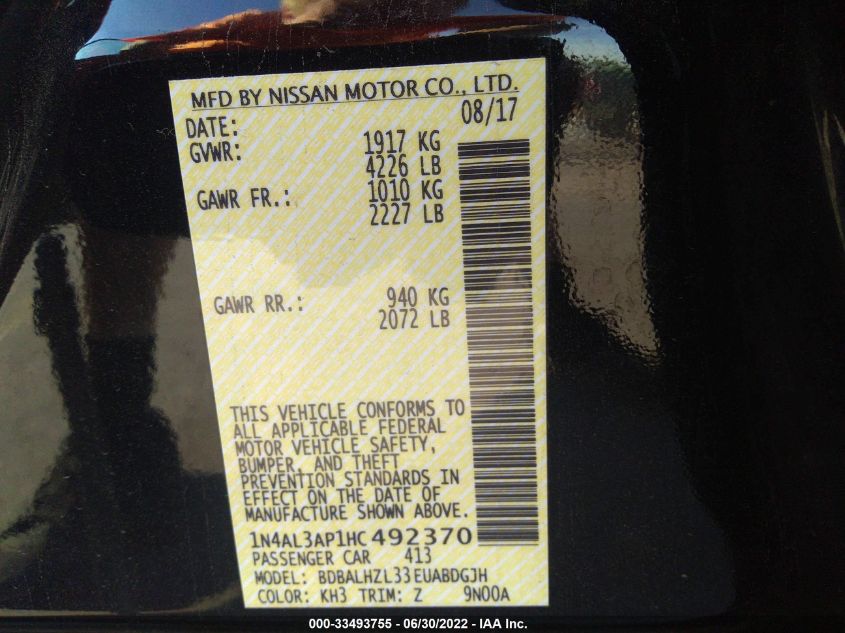 MFD BY NISSAN MOTOR CO., LTD.
DATE: 08/17
GVWR: 1917 KG
4226 LB
GAWR FR.: 1010 KG
2227 LB
GAWR RR.: 940 KG
2072 LB
THIS VEHICLE CONFORMS TO
ALL APPLICABLE FEDERAL
MOTOR VEHICLE SAFETY,
BUMPER, AND THEFT
PREVENTION STANDARDS IN
EFFECT ON THE DATE OF
MANUFACTURE SHOWN ABOVE.
1N4AL3AP1HC492370
PASSENGER CAR 413
MODEL: BDBALHZL33EUABDGJH
COLOR: KH3 TRIM: Z 9N00A
000-33493755 - 06/30/2022 - IAA Inc.